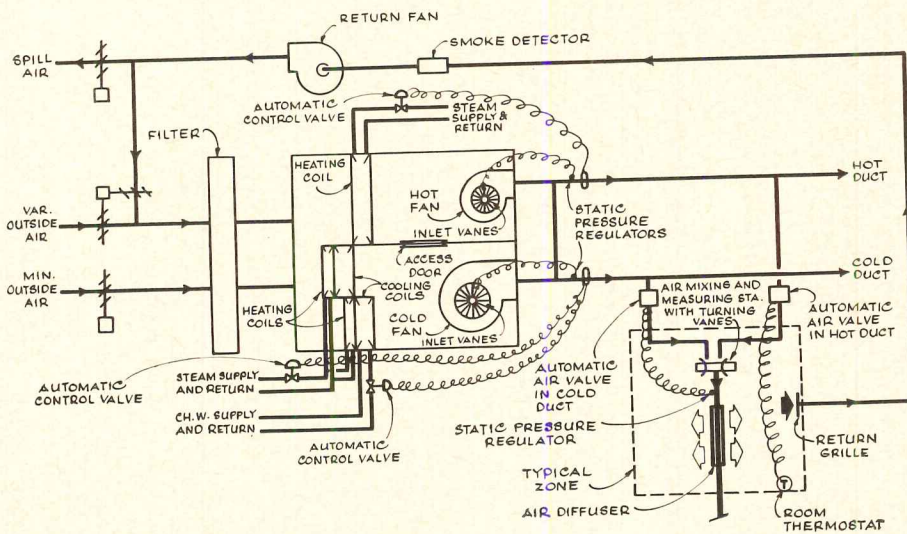 RETURN FAN
SMOKE DETECTOR
SPILL
AIR
AUTOMATIC
CONTROL VALVE
STEAM
SUPPLY &
RETURN
FILTER
HEATING
COIL
HOT
FAN
INLET VANES
HOT
DUCT
VAR.
OUTSIDE
AIR
STATIC
PRESSURE
REGULATORS
ACCESS
DOOR
COLD
DUCT
MIN.
OUTSIDE
AIR
COOLING
COILS
HEATING
COILS
COLD
FAN
INLET VANES
AIR MIXING AND
MEASURING STA.
WITH TURNING
VANES
AUTOMATIC
AIR VALVE
IN HOT DUCT
AUTOMATIC
CONTROL VALVE
STEAM SUPPLY
AND RETURN
AUTOMATIC
AIR VALVE
IN COLD
DUCT
CH.W. SUPPLY
AND RETURN
AUTOMATIC
CONTROL VALVE
STATIC PRESSURE
REGULATOR
RETURN
GRILLE
TYPICAL
ZONE
T
AIR DIFFUSER
ROOM
THERMOSTAT